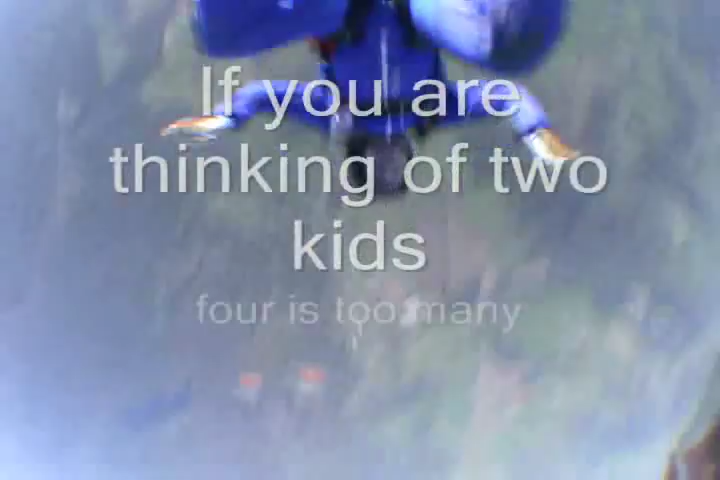 If you are
thinking of two
kids
four is too many